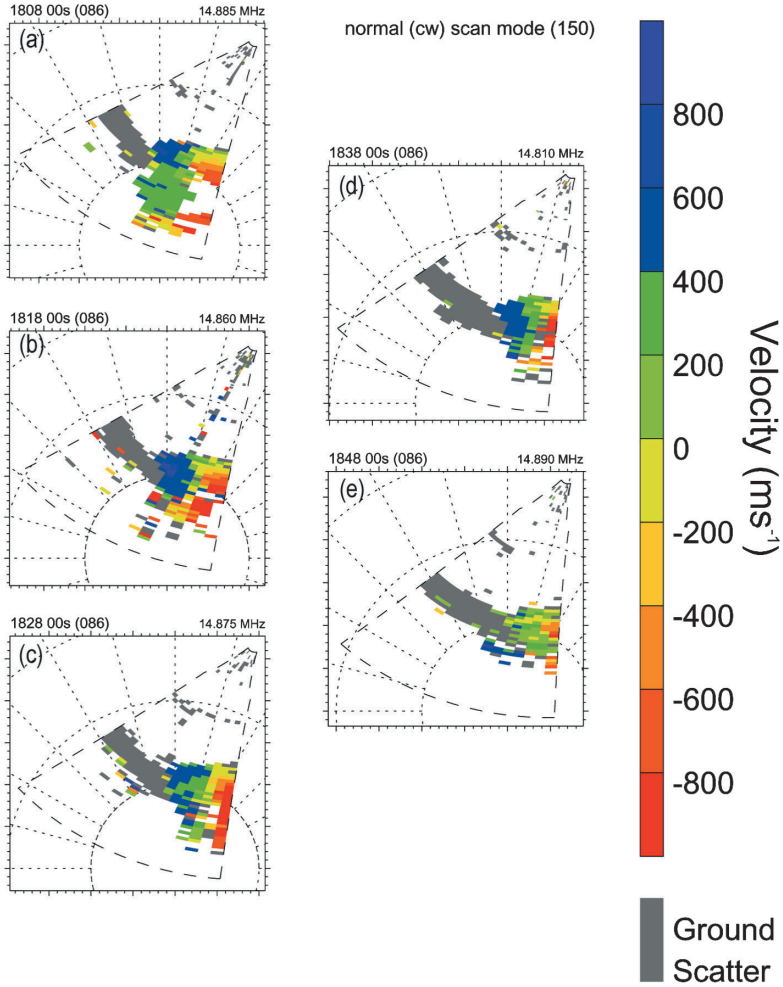 1808 00s (086) 14.885 MHz
(a)
normal (cw) scan mode (150)
1818 00s (086) 14.860 MHz
(b)
1828 00s (086) 14.875 MHz
(c)
1838 00s (086) 14.810 MHz
(d)
1848 00s (086) 14.890 MHz
(e)
800
600
400
200
0
-200
-400
-600
-800
Velocity (ms⁻¹)
Ground
Scatter